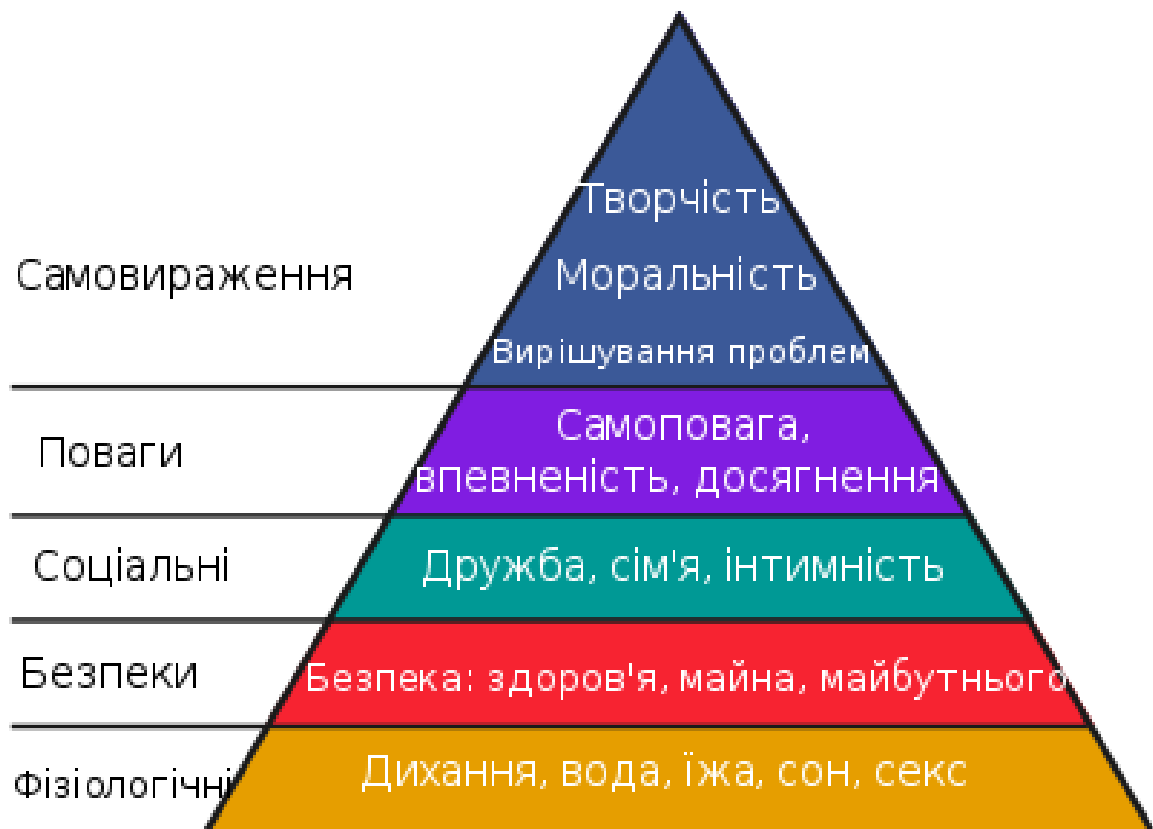 Творчість
Самовираження
Моральність
Вирішування проблем
Поваги
Самоповага,
впевненість, досягнення
Соціальні
Дружба, сім'я, інтимність
Безпеки
Безпека: здоров'я, майна, майбутнього
Фізіологічні
Дихання, вода, їжа, сон, секс